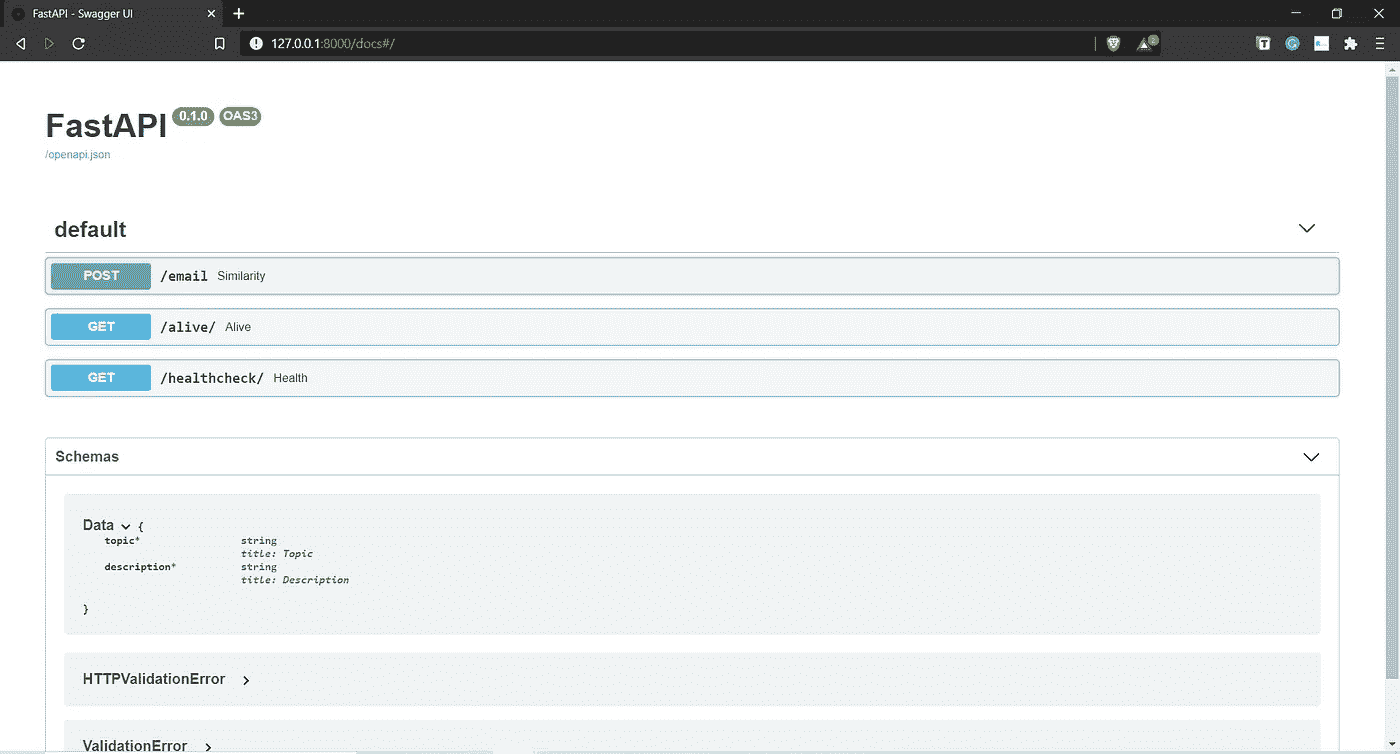 FastAPI - Swagger UI
127.0.0.1:8000/docs#/
2
FastAPI 0.1.0 OAS3
/openapi.json
default
POST /email Similarity
GET /alive/ Alive
GET /healthcheck/ Health
Schemas
Data {
topic* string
title: Topic
description* string
title: Description
}
HTTPValidationError
ValidationError